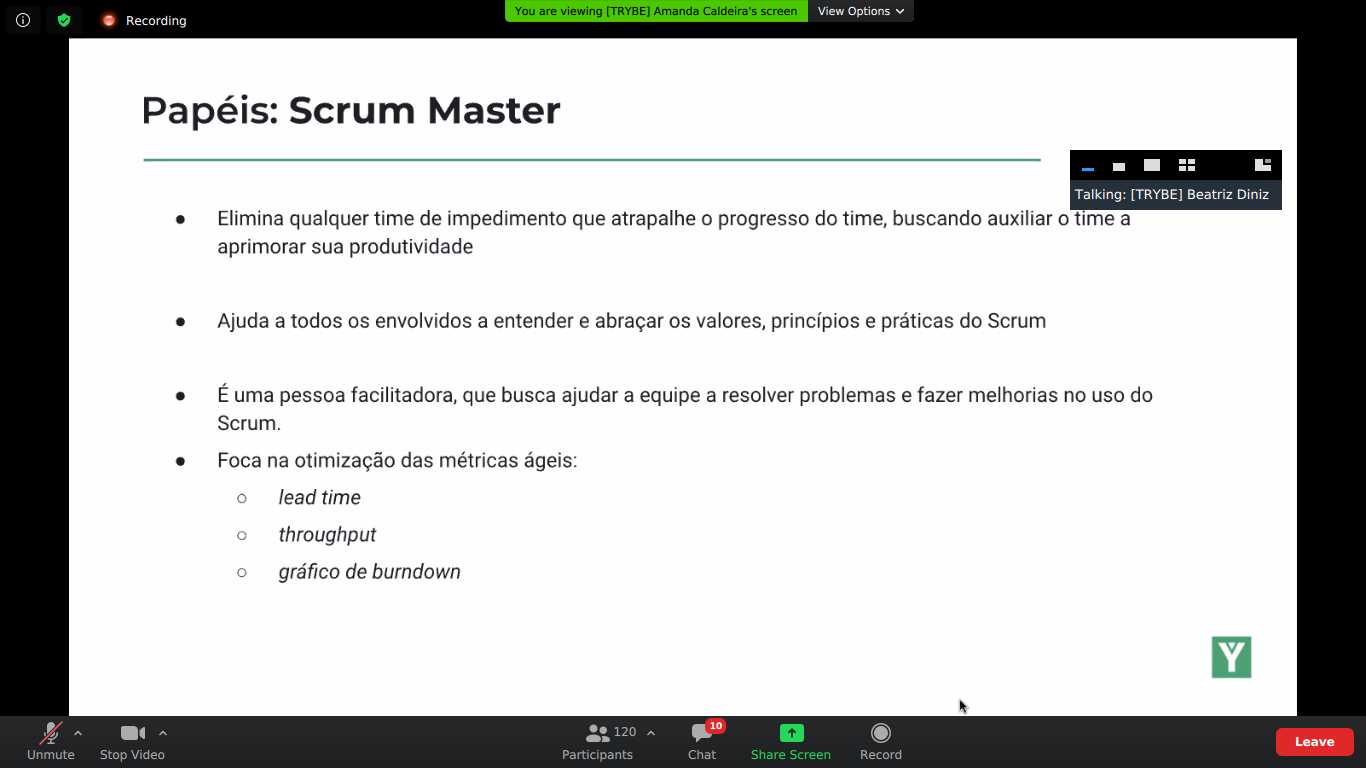 Recording
You are viewing [TRYBE] Amanda Caldeira's screen
View Options
Papéis: Scrum Master
Talking: [TRYBE] Beatriz Diniz
● Elimina qualquer time de impedimento que atrapalhe o progresso do time, buscando auxiliar o time a
aprimorar sua produtividade
● Ajuda a todos os envolvidos a entender e abraçar os valores, princípios e práticas do Scrum
● É uma pessoa facilitadora, que busca ajudar a equipe a resolver problemas e fazer melhorias no uso do
Scrum.
● Foca na otimização das métricas ágeis:
○ lead time
○ throughput
○ gráfico de burndown
Y
Unmute
Stop Video
120
Participants
10
Chat
Share Screen
Record
Leave